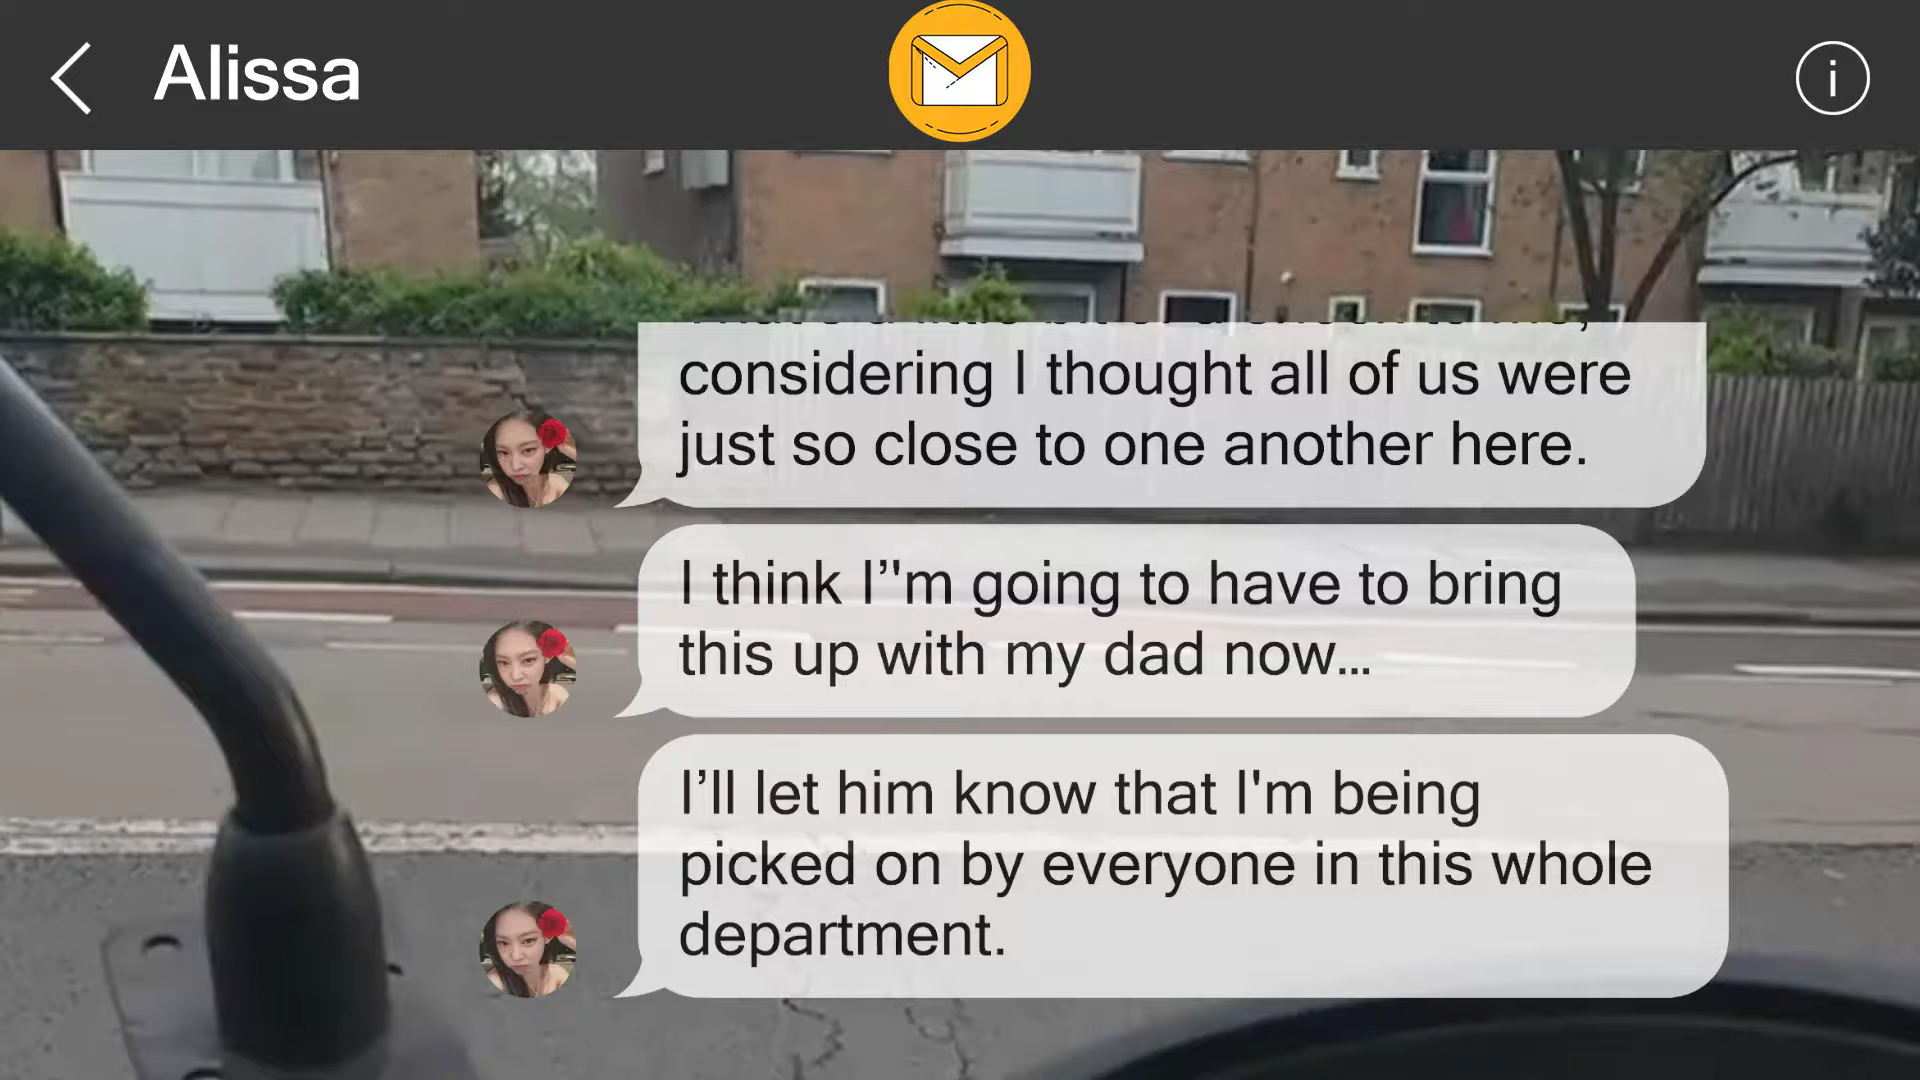 Alissa
i
considering I thought all of us were
just so close to one another here.
I think I’'m going to have to bring
this up with my dad now...
I’ll let him know that I'm being
picked on by everyone in this whole
department.